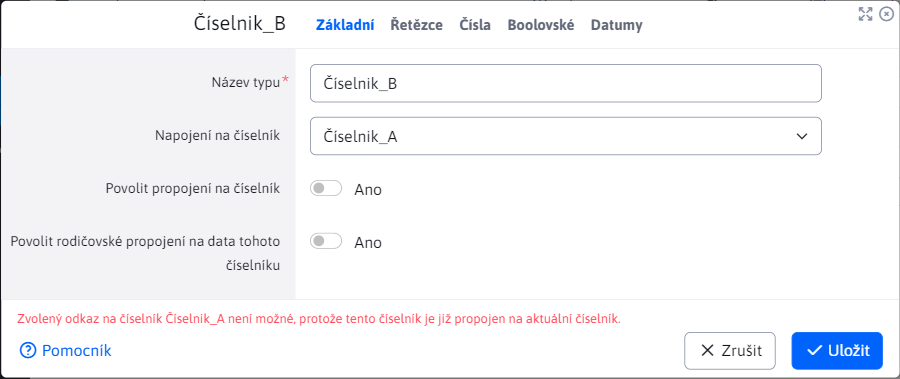 Číselnik_B
Základní Řetězce Čísla Boolovské Datumy
Název typu*
Číselnik_B
Napojení na číselník
Číselnik_A
Povolit propojení na číselník
Ano
Povolit rodičovské propojení na data tohoto
číselníku
Ano
Zvolený odkaz na číselník Číselnik_A není možné, protože tento číselník je již propojen na aktuální číselník.
Pomocník
Zrušit
Uložit